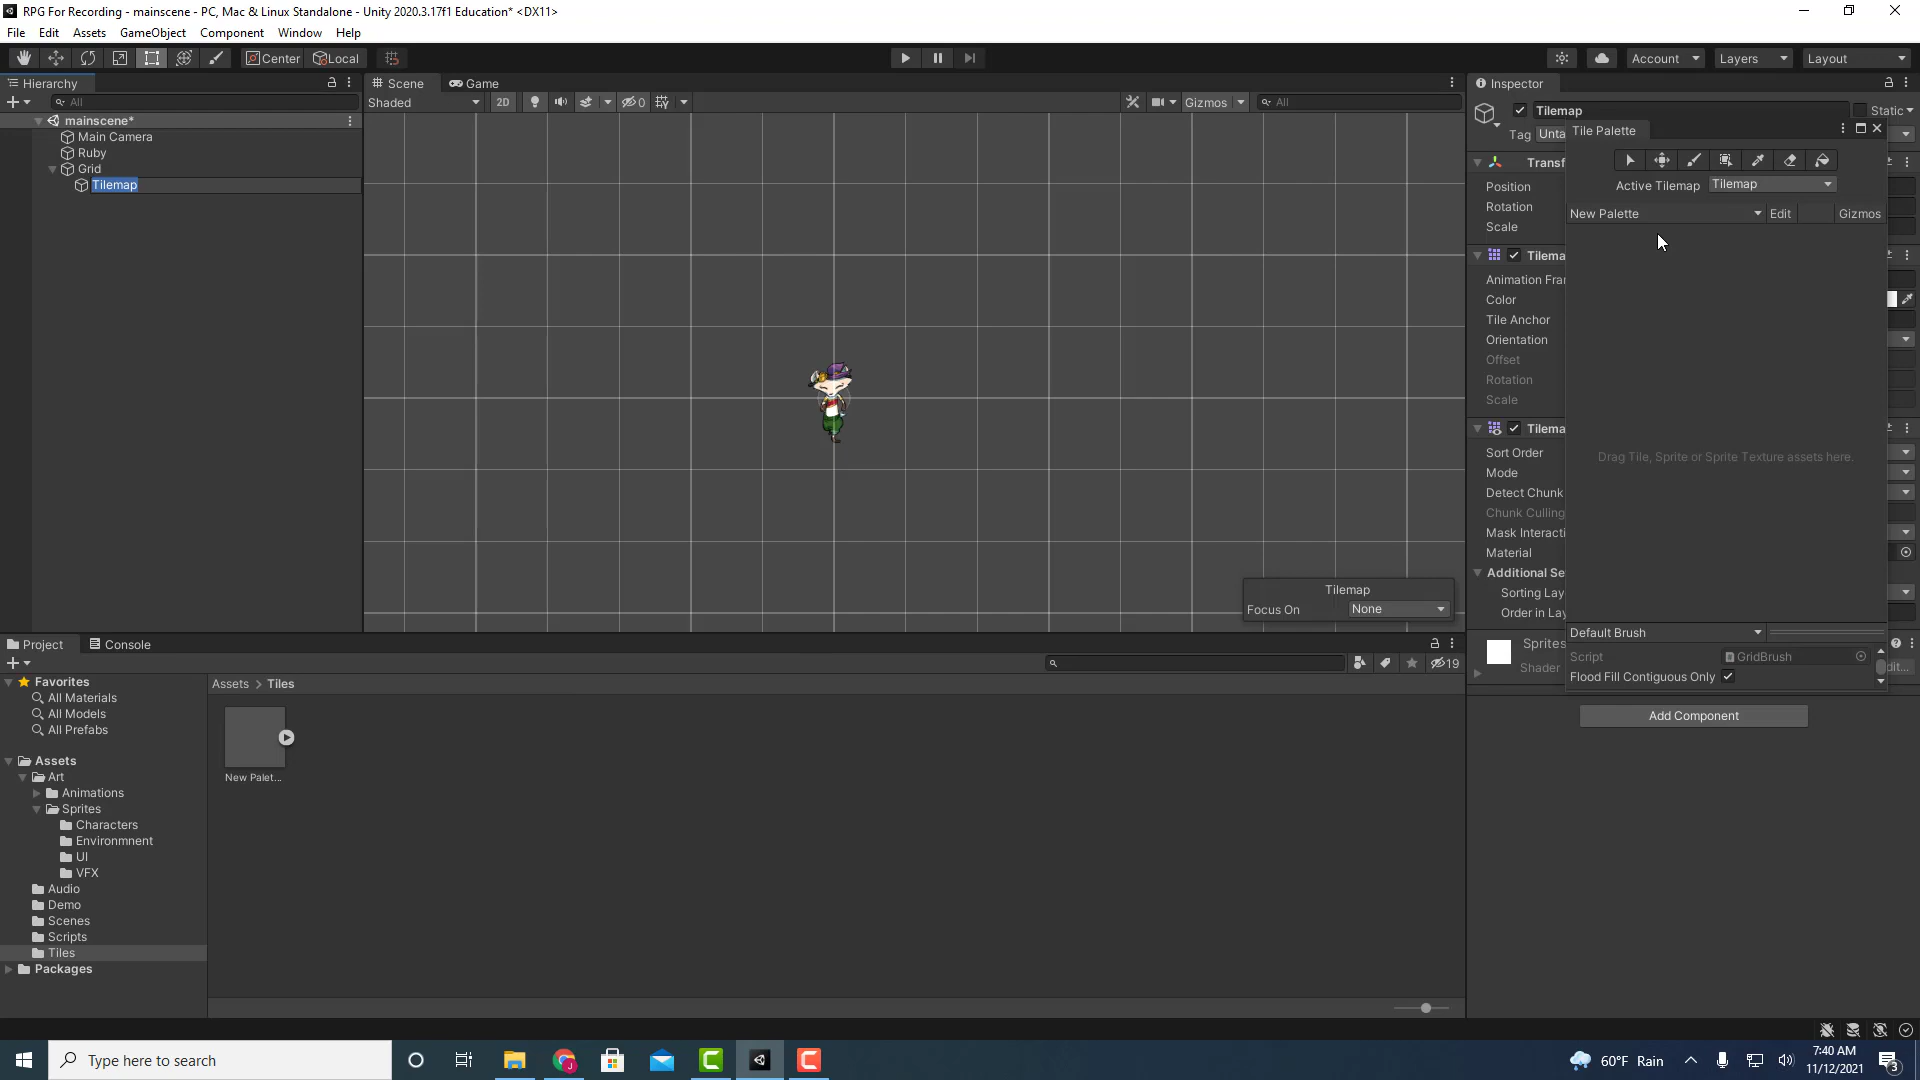 RPG For Recording - mainscene - PC, Mac & Linux Standalone - Unity 2020.3.17f1 Education* <DX11>
File Edit Assets GameObject Component Window Help
Center Local Account Layers Layout
Hierarchy
All
mainscene*
Main Camera
Ruby
Grid
Tilemap
Scene Game
Shaded 2D 0 Gizmos All
Tilemap
Focus On None
Inspector
Tilemap Static
Tag Unta
Transf
Position
Rotation
Scale
Tilema
Animation Fra
Color
Tile Anchor
Orientation
Offset
Rotation
Scale
Tilema
Sort Order
Mode
Detect Chunk
Chunk Culling
Mask Interacti
Material
Additional Se
Sorting Lay
Order in Lay
Sprites
Shader dit...
Add Component
Tile Palette
Active Tilemap Tilemap
New Palette Edit Gizmos
Drag Tile, Sprite or Sprite Texture assets here.
Default Brush
Script GridBrush
Flood Fill Contiguous Only
Project Console
19
Favorites
All Materials
All Models
All Prefabs
Assets
Art
Animations
Sprites
Characters
Environmnent
UI
VFX
Audio
Demo
Scenes
Scripts
Tiles
Packages
Assets > Tiles
New Palet...
Type here to search
60°F Rain
7:40 AM
11/12/2021
3